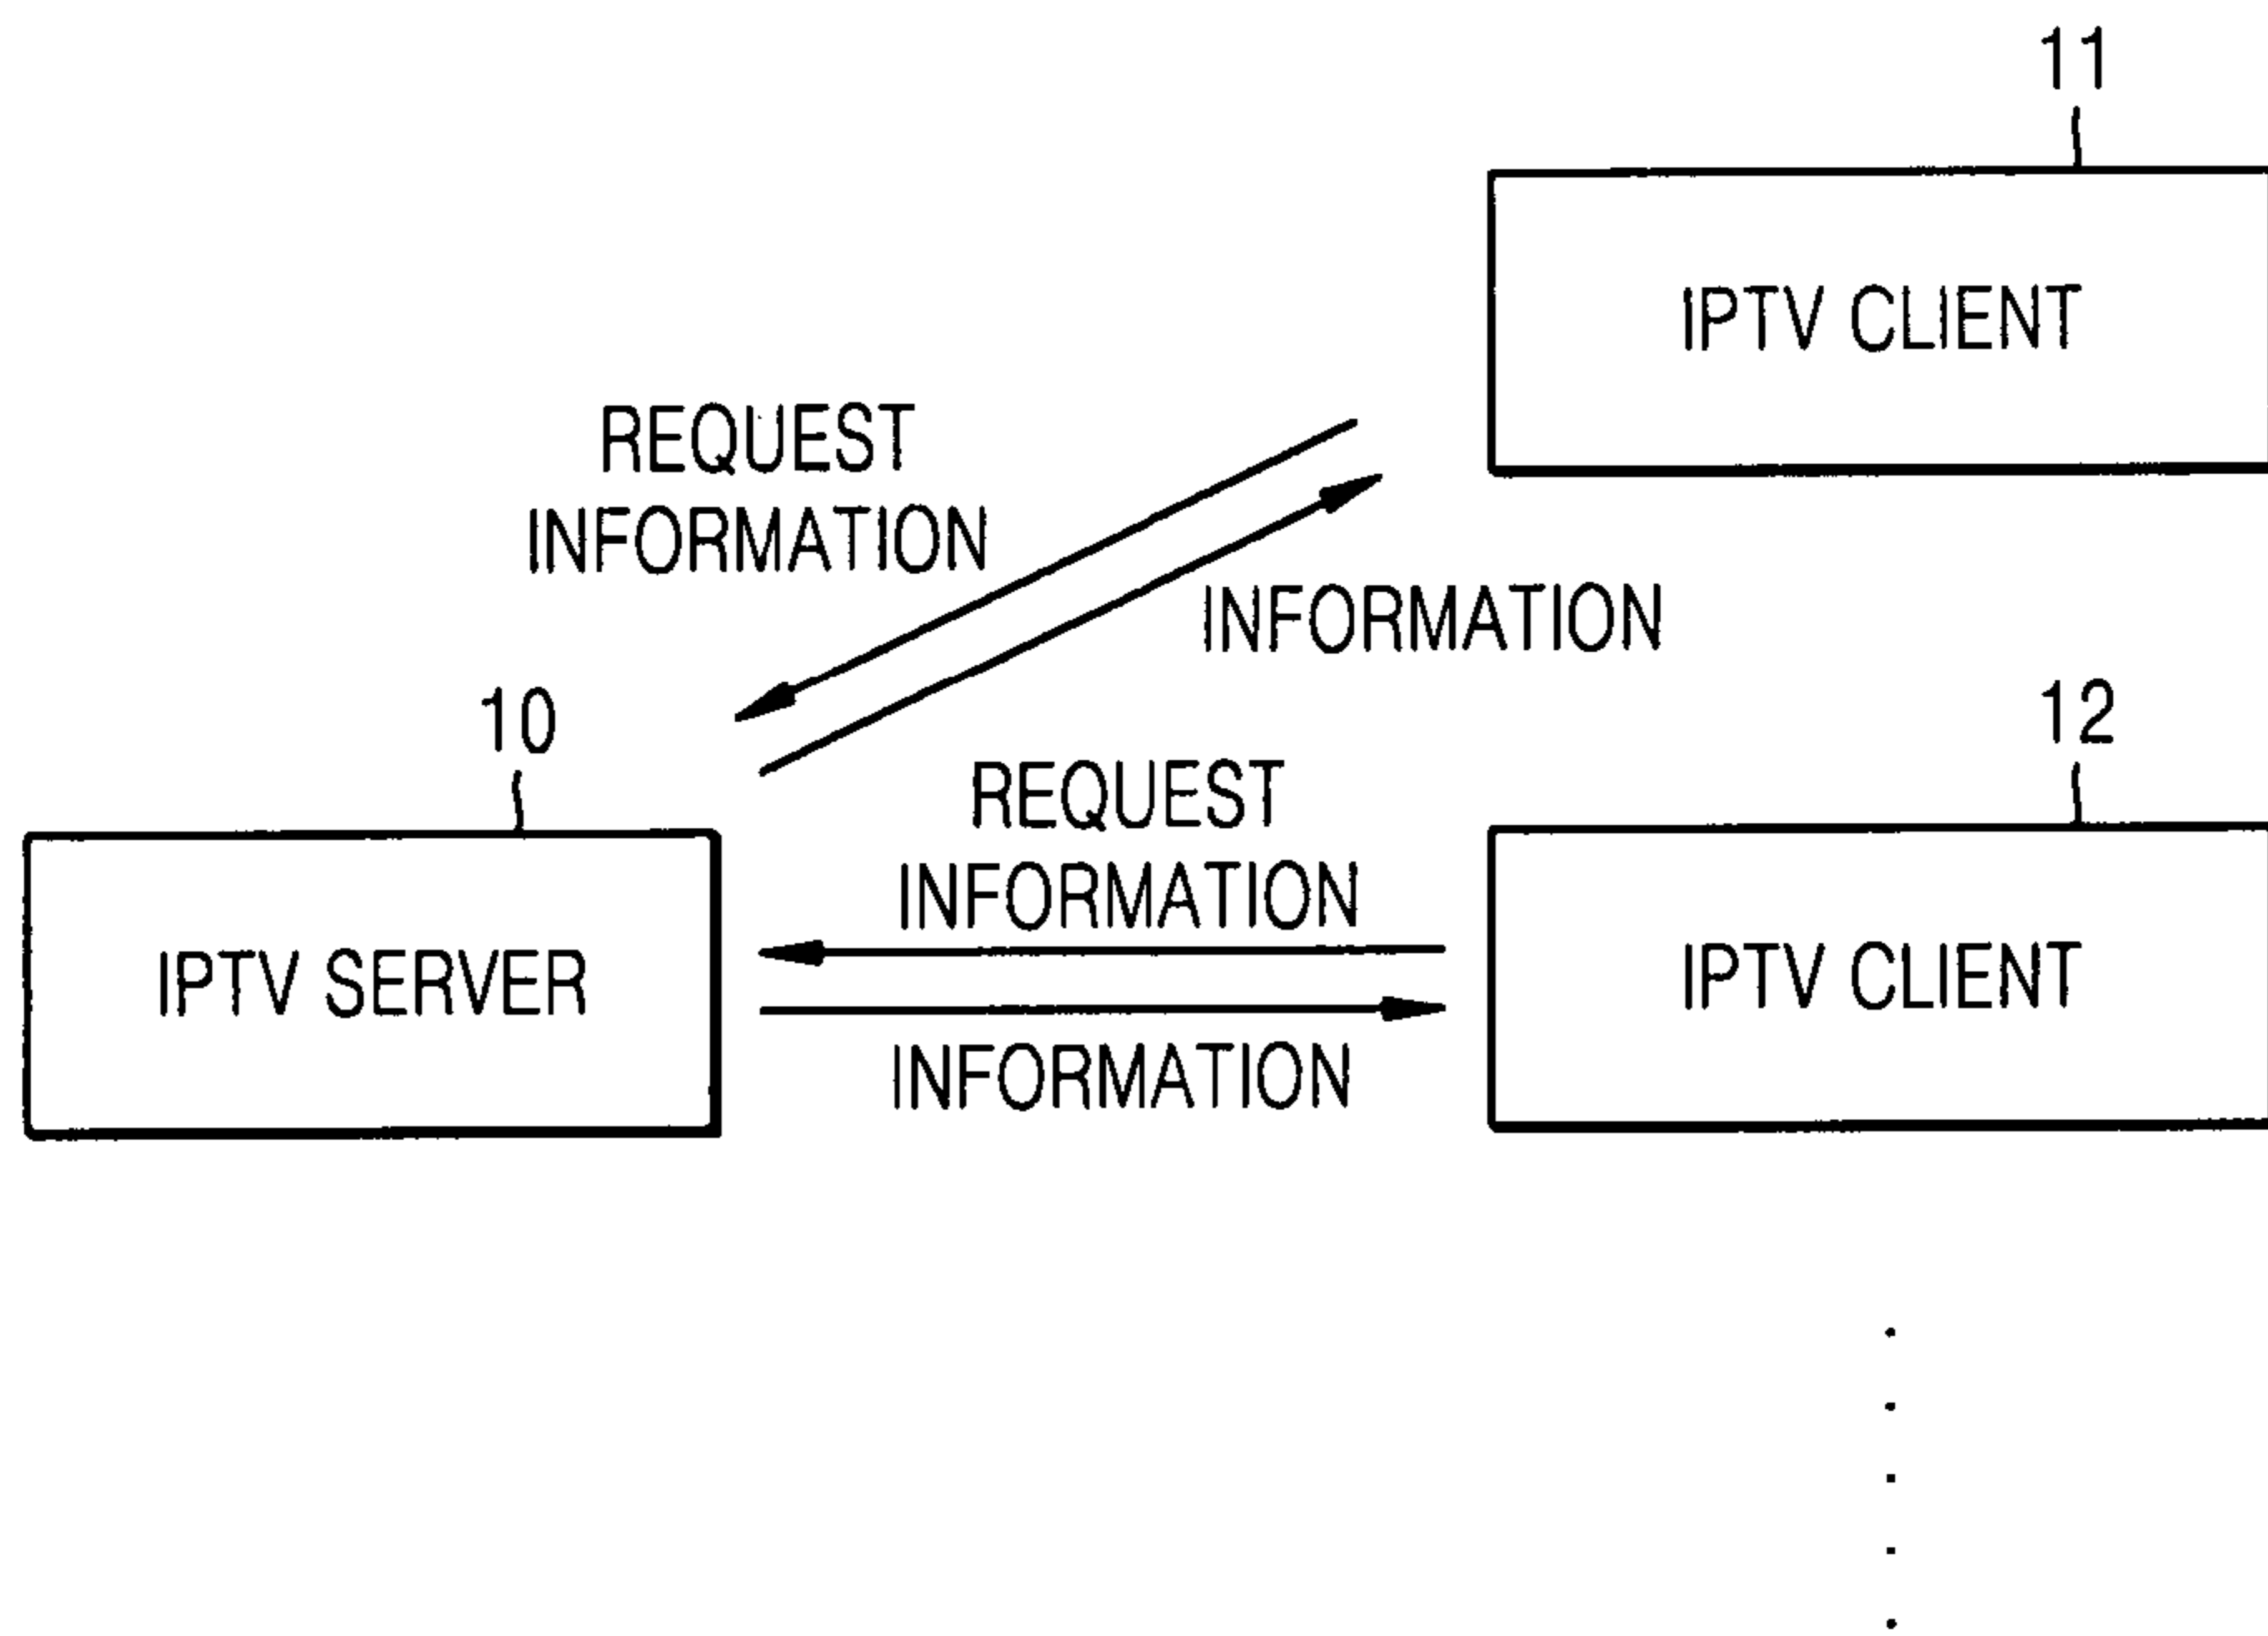 11
IPTV CLIENT
REQUEST
INFORMATION
INFORMATION
10
12
REQUEST
INFORMATION
IPTV SERVER
IPTV CLIENT
INFORMATION